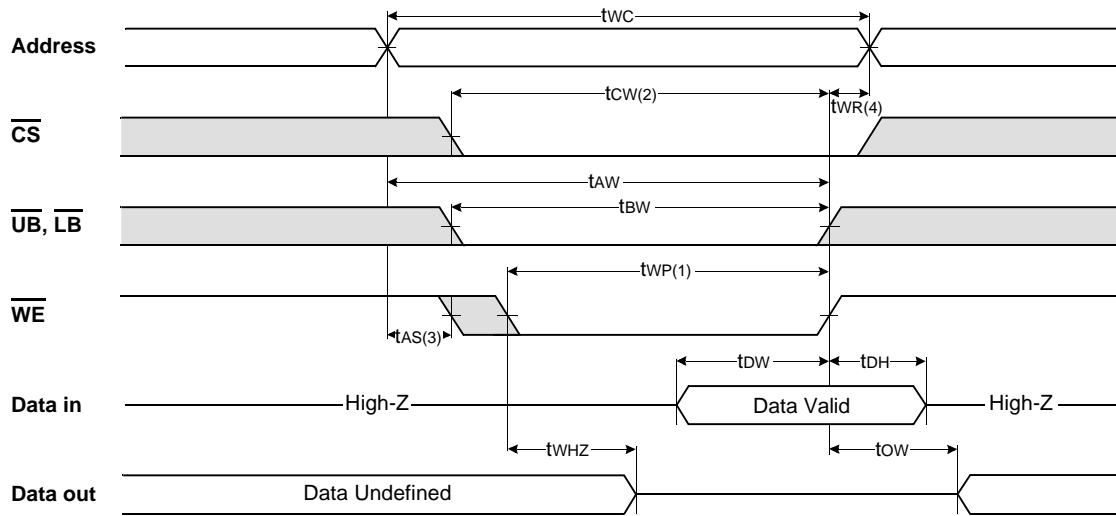 tWC
Address
tCW(2)
tWR(4)
CS
tAW
UB, LB
tBW
tWP(1)
WE
tAS(3)
tDW
tDH
Data in
High-Z
Data Valid
High-Z
tWHZ
tOW
Data out
Data Undefined